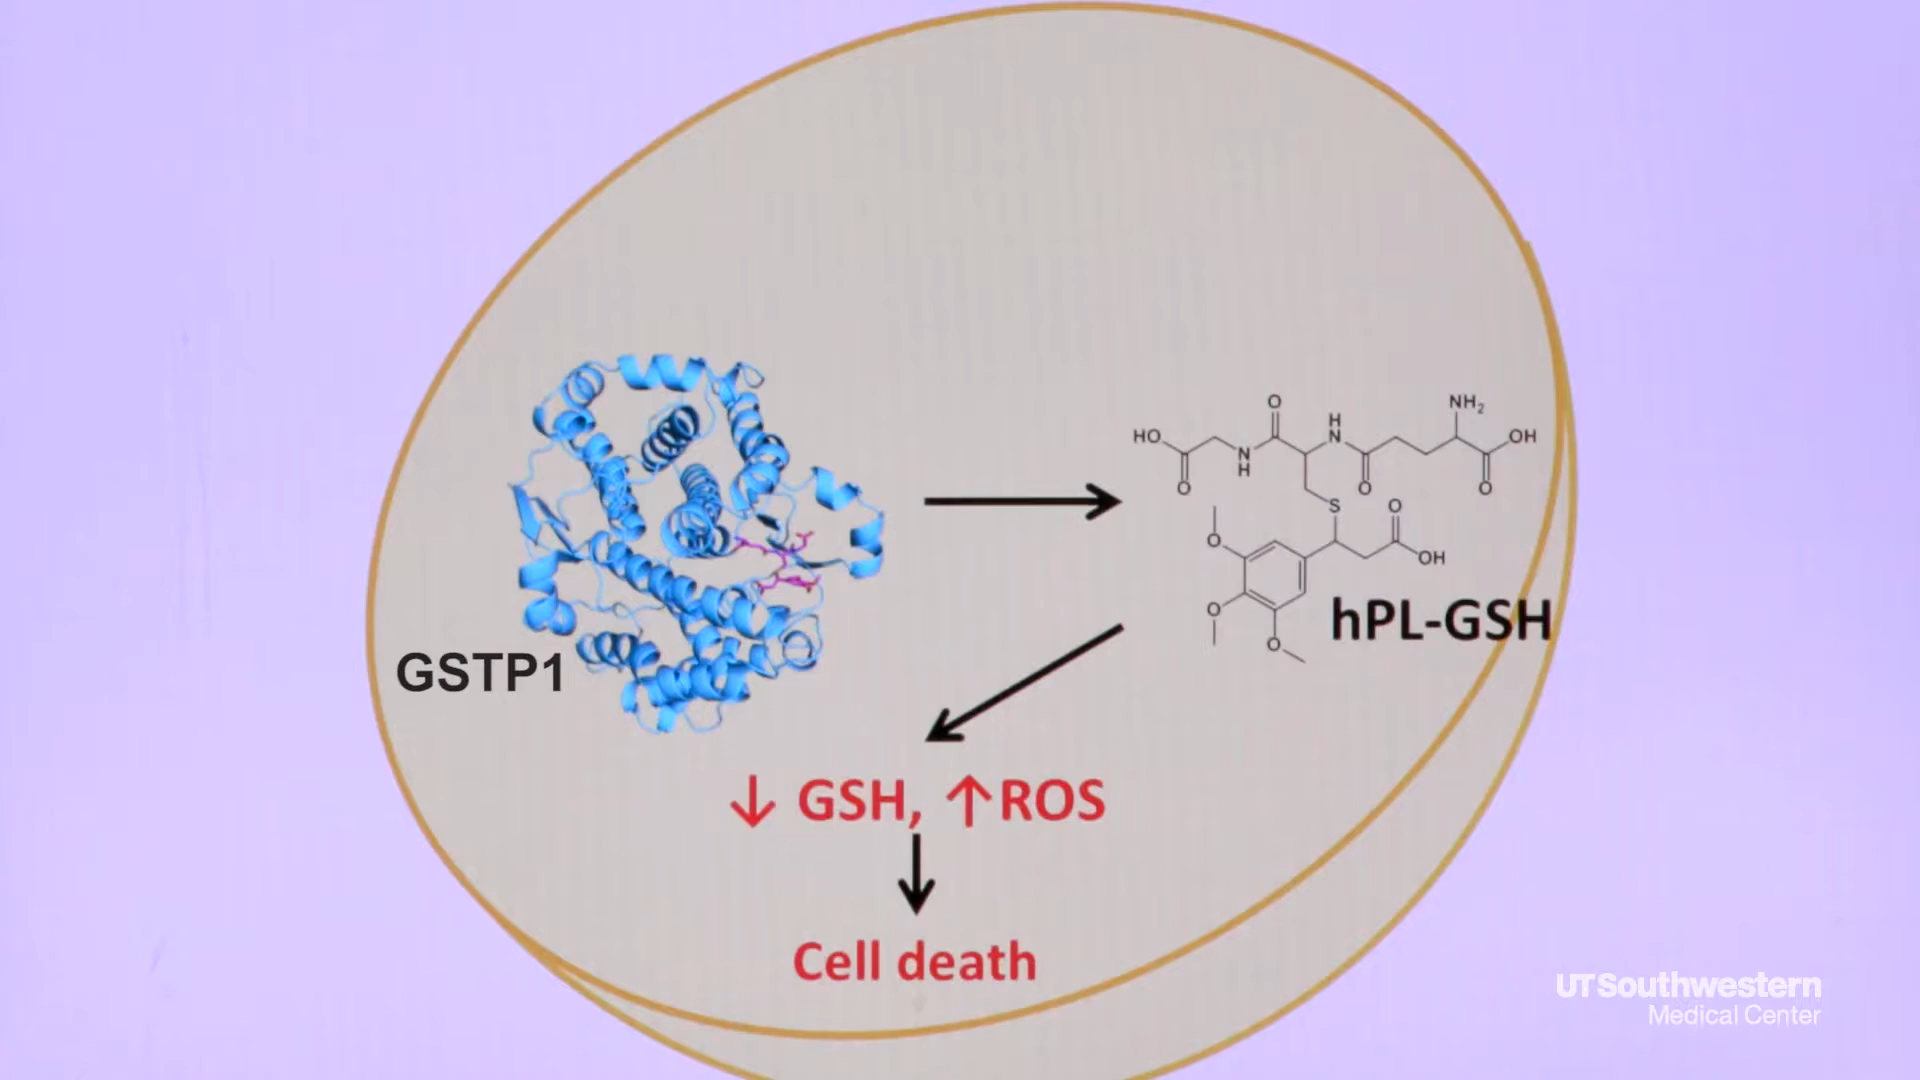 O
NH₂
HO
H
N
OH
N
H
O
O
O
S
O
O
OH
O
O
hPL-GSH
GSTP1
↓ GSH, ↑ROS
Cell death
UTSouthwestern
Medical Center